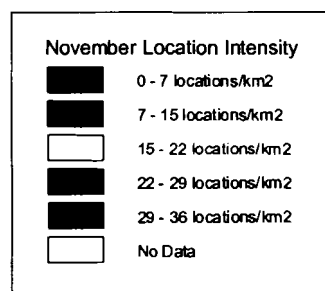 November Location Intensity
0 - 7 locations/km2
7 - 15 locations/km2
15 - 22 locations/km2
22 - 29 locations/km2
29 - 36 locations/km2
No Data